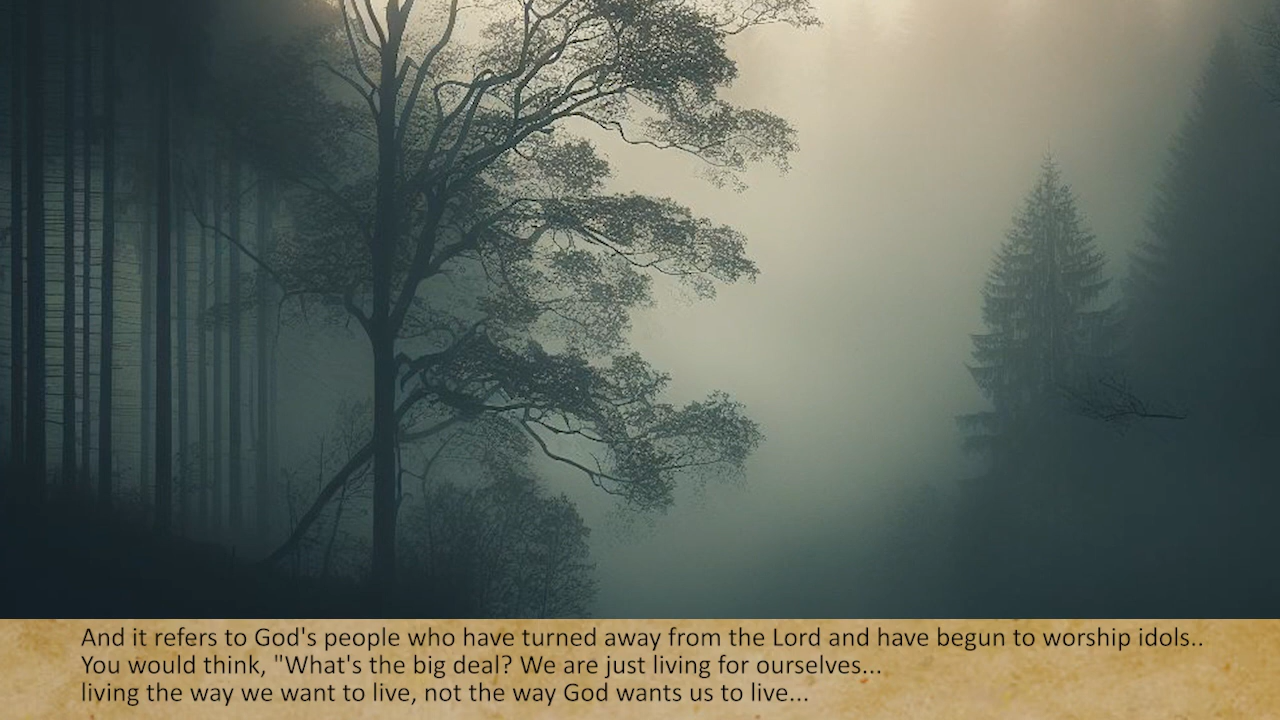 And it refers to God's people who have turned away from the Lord and have begun to worship idols..
You would think, "What's the big deal? We are just living for ourselves...
living the way we want to live, not the way God wants us to live...